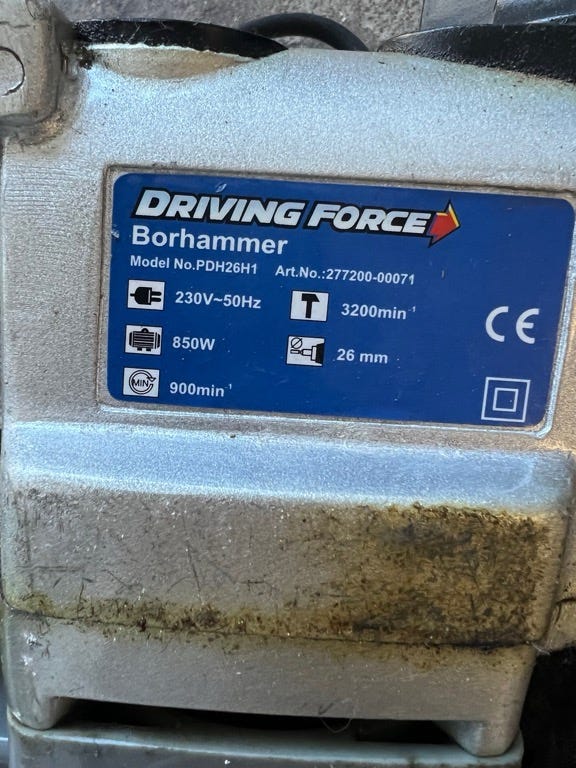 DRIVING FORCE
Borhammer
Model No.PDH26H1 Art.No.:277200-00071
230V~50Hz 3200min⁻¹
850W 26 mm
MIN 900min⁻¹
CE